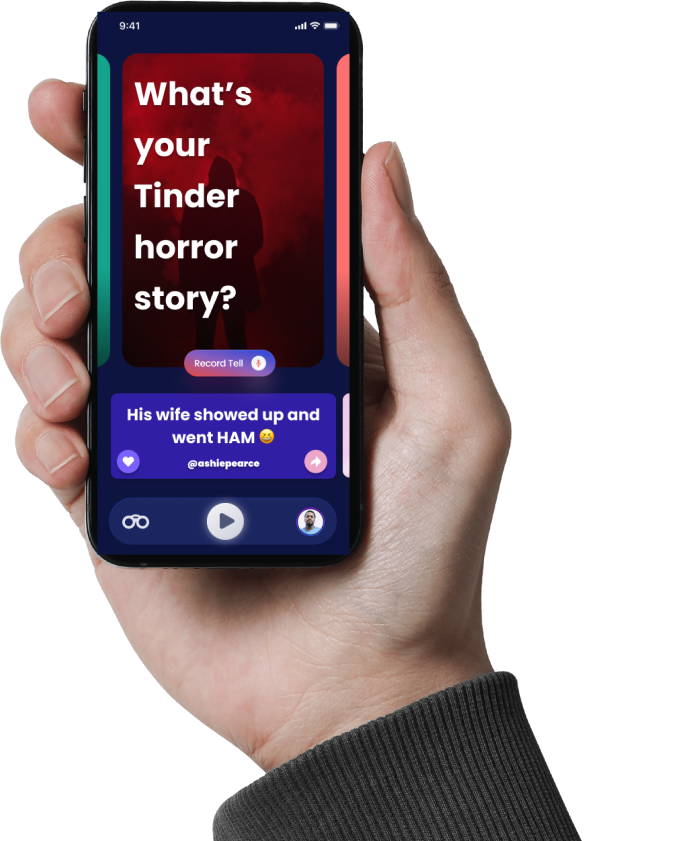 9:41
What’s
your
Tinder
horror
story?
Record Tell
His wife showed up and
went HAM 😆
@ashiepearce